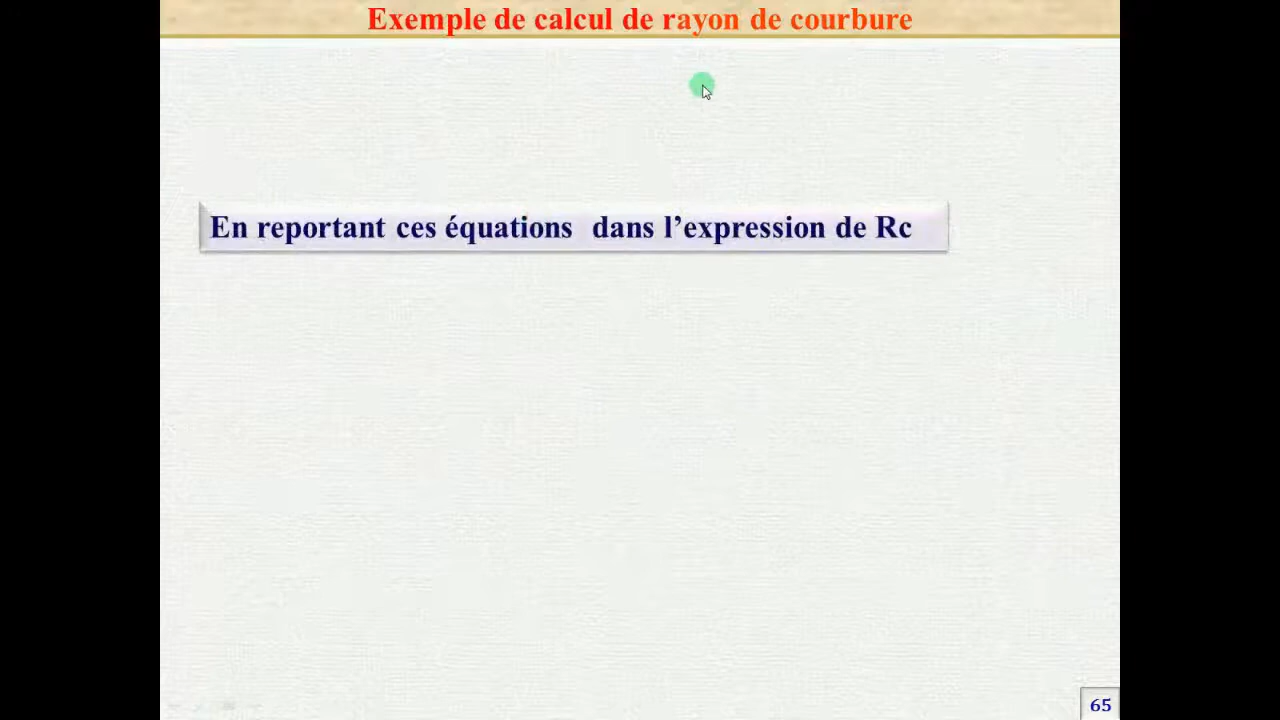 Exemple de calcul de rayon de courbure
En reportant ces équations dans l’expression de Rc
65